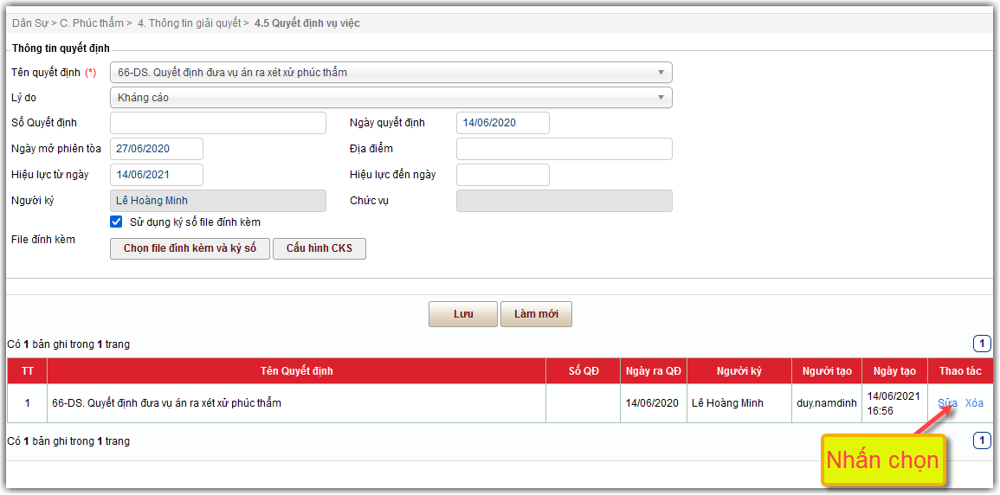 Dân Sự > C. Phúc thẩm > 4. Thông tin giải quyết > 4.5 Quyết định vụ việc
Thông tin quyết định
Tên quyết định (*) 66-DS. Quyết định đưa vụ án ra xét xử phúc thẩm
Lý do Kháng cáo
Số Quyết định Ngày quyết định 14/06/2020
Ngày mở phiên tòa 27/06/2020 Địa điểm
Hiệu lực từ ngày 14/06/2021 Hiệu lực đến ngày
Người ký Lê Hoàng Minh Chức vụ
Sử dụng ký số file đính kèm
File đính kèm
Chọn file đính kèm và ký số Cấu hình CKS
Lưu Làm mới
Có 1 bản ghi trong 1 trang 1
TT Tên Quyết định Số QĐ Ngày ra QĐ Người ký Người tạo Ngày tạo Thao tác
1 66-DS. Quyết định đưa vụ án ra xét xử phúc thẩm 14/06/2020 Lê Hoàng Minh duy.namdinh 14/06/2021 16:56 Sửa Xóa
Có 1 bản ghi trong 1 trang 1
Nhấn chọn